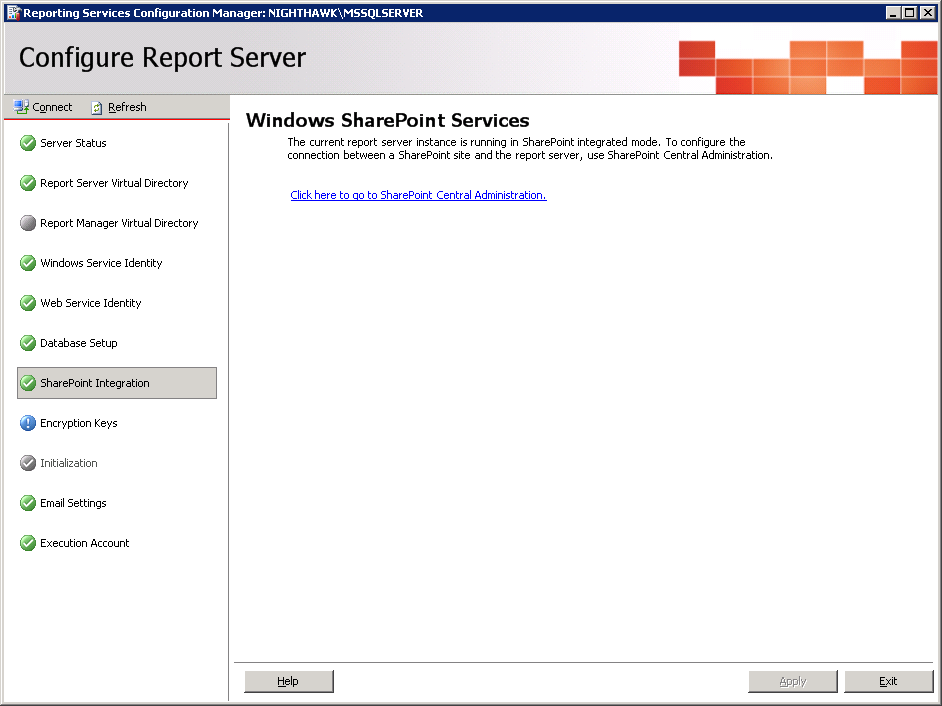 Reporting Services Configuration Manager: NIGHTHAWK\MSSQLSERVER
Configure Report Server
Connect Refresh
Server Status
Report Server Virtual Directory
Report Manager Virtual Directory
Windows Service Identity
Web Service Identity
Database Setup
SharePoint Integration
Encryption Keys
Initialization
Email Settings
Execution Account
Windows SharePoint Services
The current report server instance is running in SharePoint integrated mode. To configure the
connection between a SharePoint site and the report server, use SharePoint Central Administration.
Click here to go to SharePoint Central Administration.
Help Apply Exit